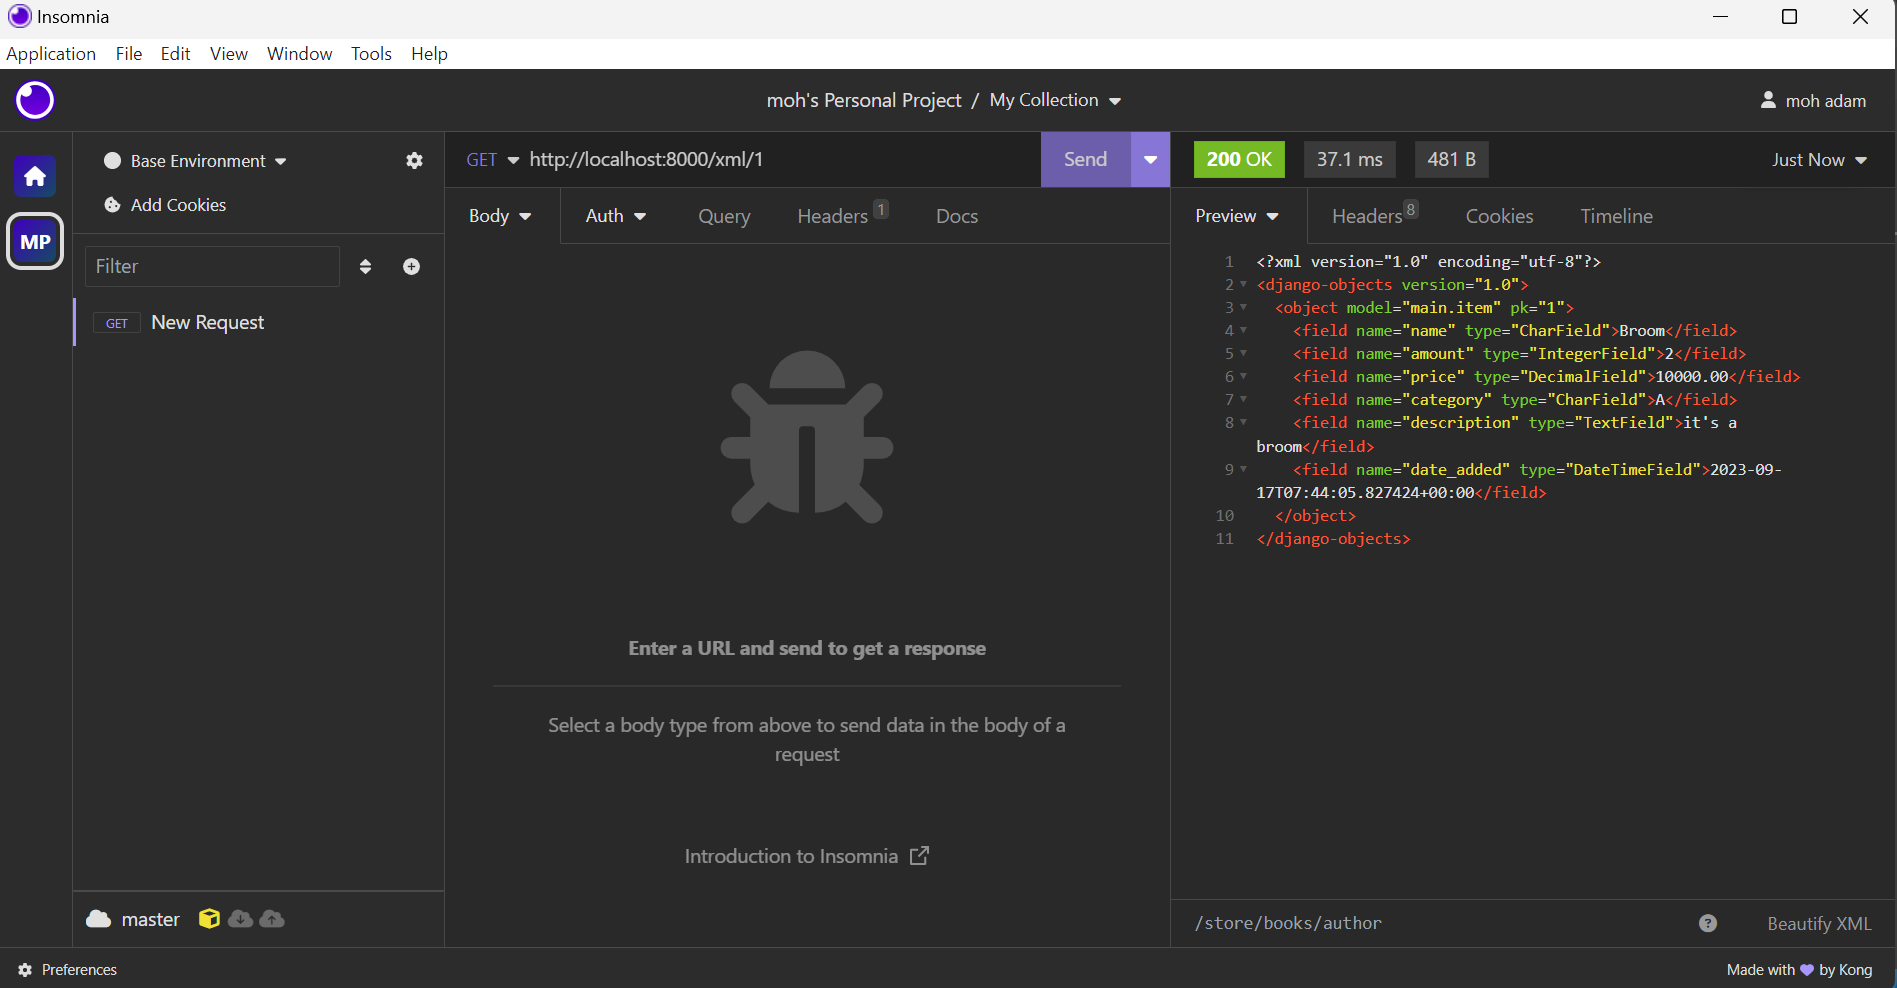 Insomnia
Application File Edit View Window Tools Help
moh's Personal Project / My Collection
moh adam
MP
Base Environment
Add Cookies
Filter
GET New Request
master
GET http://localhost:8000/xml/1
Send
Body Auth Query Headers 1 Docs
Enter a URL and send to get a response
Select a body type from above to send data in the body of a
request
Introduction to Insomnia
200 OK 37.1 ms 481 B Just Now
Preview Headers 8 Cookies Timeline
1 <?xml version="1.0" encoding="utf-8"?>
2 <django-objects version="1.0">
3 <object model="main.item" pk="1">
4 <field name="name" type="CharField">Broom</field>
5 <field name="amount" type="IntegerField">2</field>
6 <field name="price" type="DecimalField">10000.00</field>
7 <field name="category" type="CharField">A</field>
8 <field name="description" type="TextField">it's a
broom</field>
9 <field name="date_added" type="DateTimeField">2023-09-
17T07:44:05.827424+00:00</field>
10 </object>
11 </django-objects>
/store/books/author ? Beautify XML
Preferences
Made with 💜 by Kong